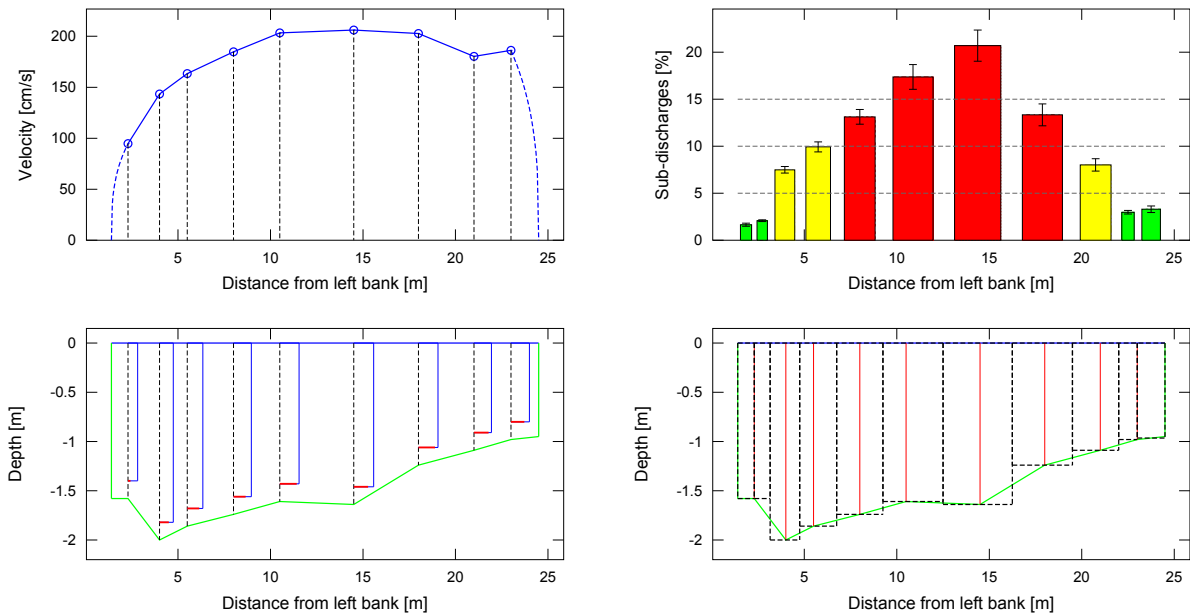 200
150
100
50
0
Velocity [cm/s]
5 10 15 20 25
Distance from left bank [m]
20
15
10
5
0
Sub-discharges [%]
5 10 15 20 25
Distance from left bank [m]
0
-0.5
-1
-1.5
-2
Depth [m]
5 10 15 20 25
Distance from left bank [m]
0
-0.5
-1
-1.5
-2
Depth [m]
5 10 15 20 25
Distance from left bank [m]